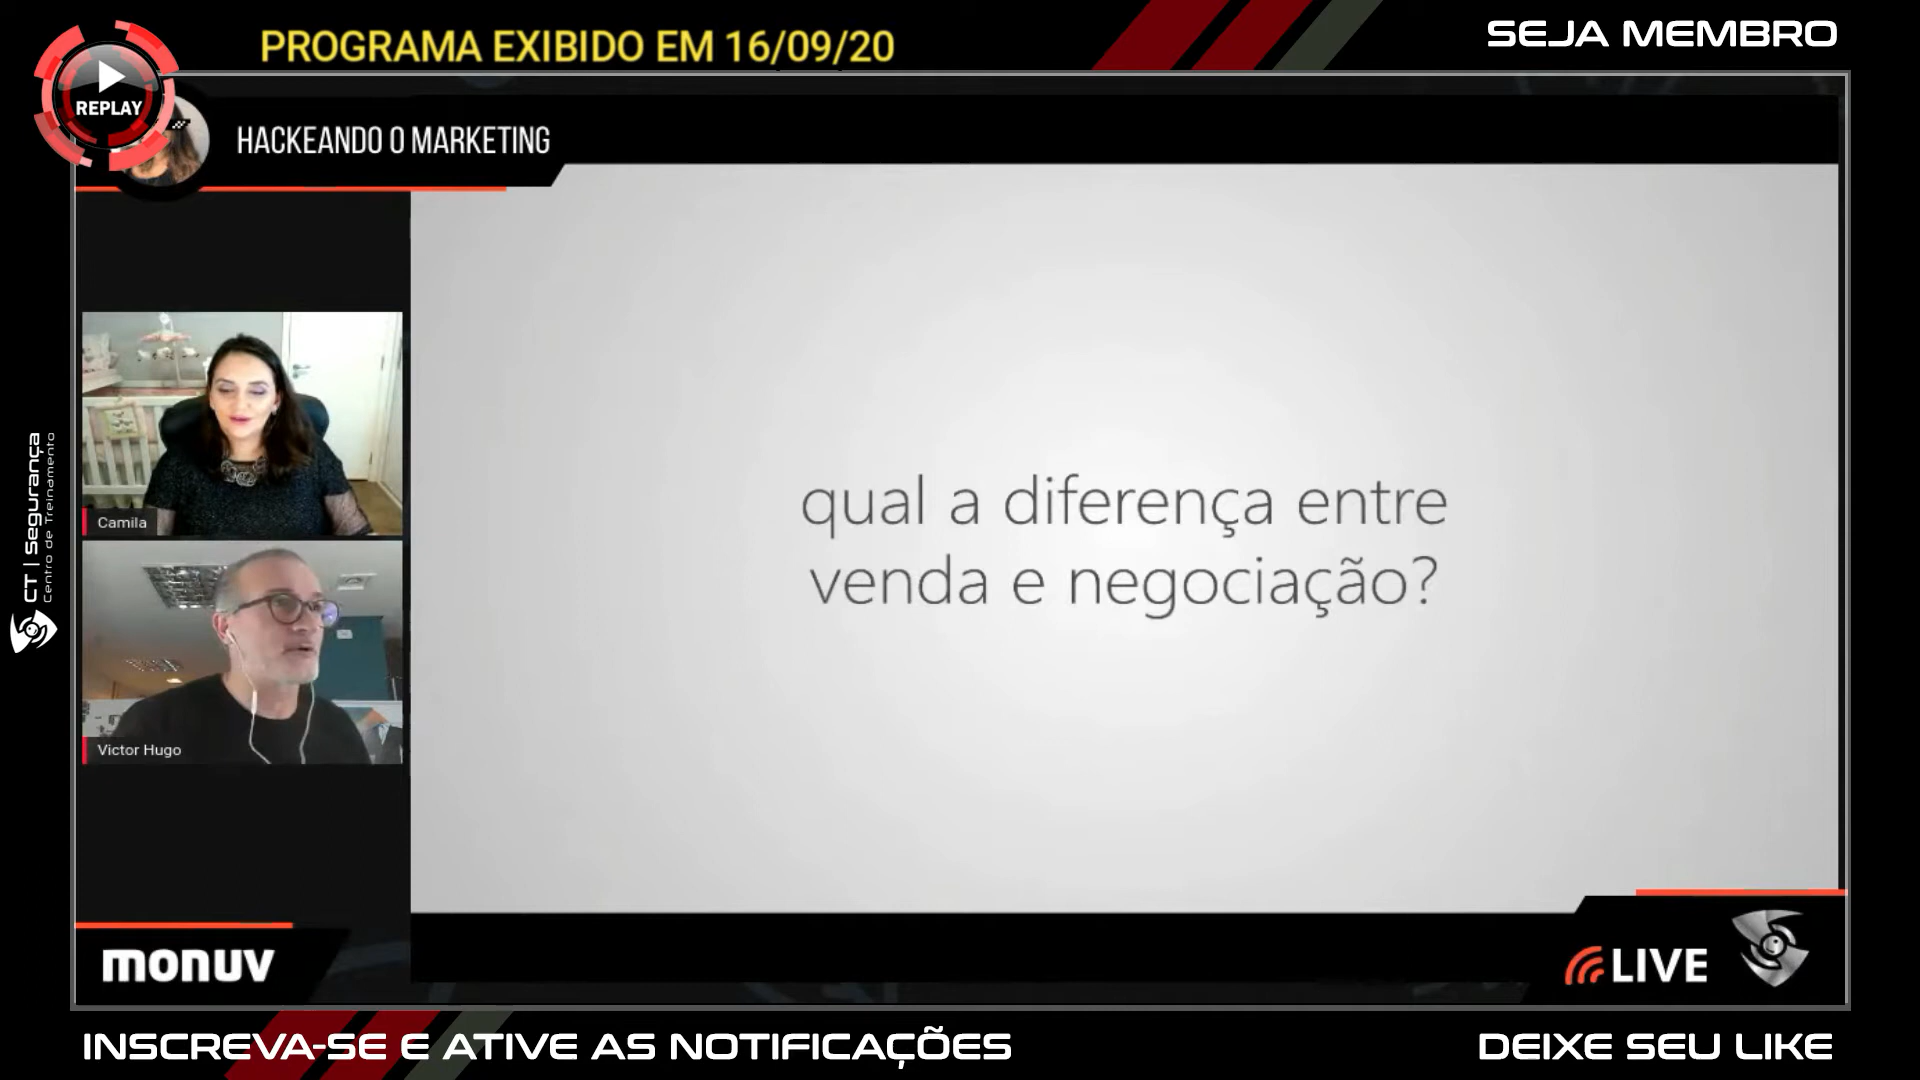 PROGRAMA EXIBIDO EM 16/09/20
SEJA MEMBRO
REPLAY
HACKEANDO O MARKETING
qual a diferença entre
venda e negociação?
Camila
Victor Hugo
CT | Segurança
Centro de Treinamento
monuv
LIVE
INSCREVA-SE E ATIVE AS NOTIFICAÇÕES
DEIXE SEU LIKE